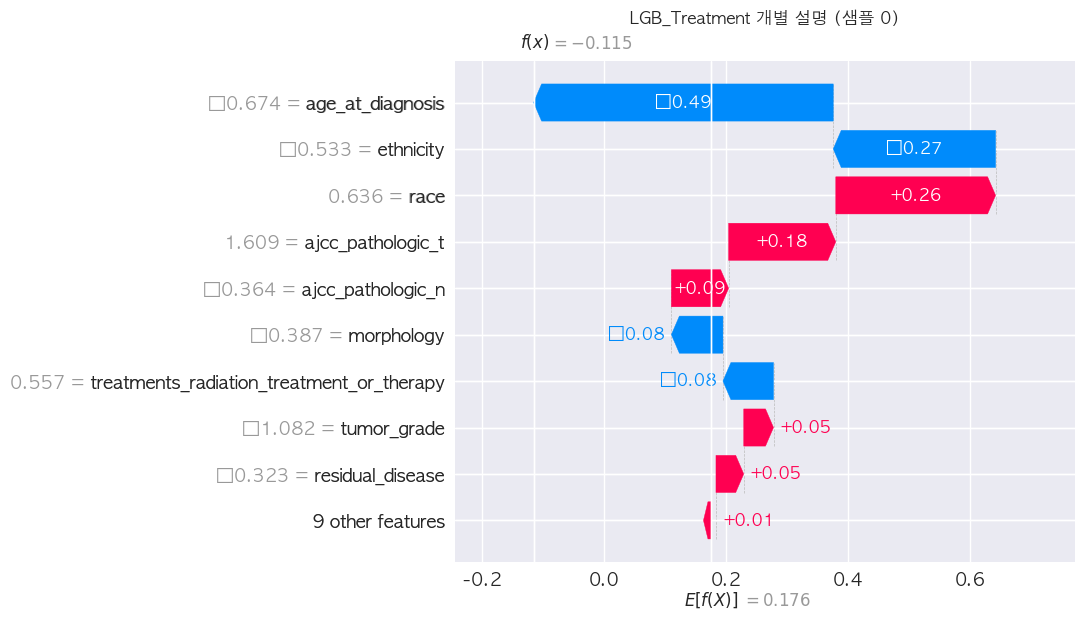 LGB_Treatment 개별 설명 (샘플 0)
f(x) = −0.115
□0.674 = age_at_diagnosis
□0.49
□0.533 = ethnicity
□0.27
0.636 = race
+0.26
1.609 = ajcc_pathologic_t
+0.18
□0.364 = ajcc_pathologic_n
+0.09
□0.387 = morphology
□0.08
0.557 = treatments_radiation_treatment_or_therapy
□0.08
□1.082 = tumor_grade
+0.05
□0.323 = residual_disease
+0.05
9 other features
+0.01
-0.2 0.0 0.2 0.4 0.6
E[f(X)] = 0.176